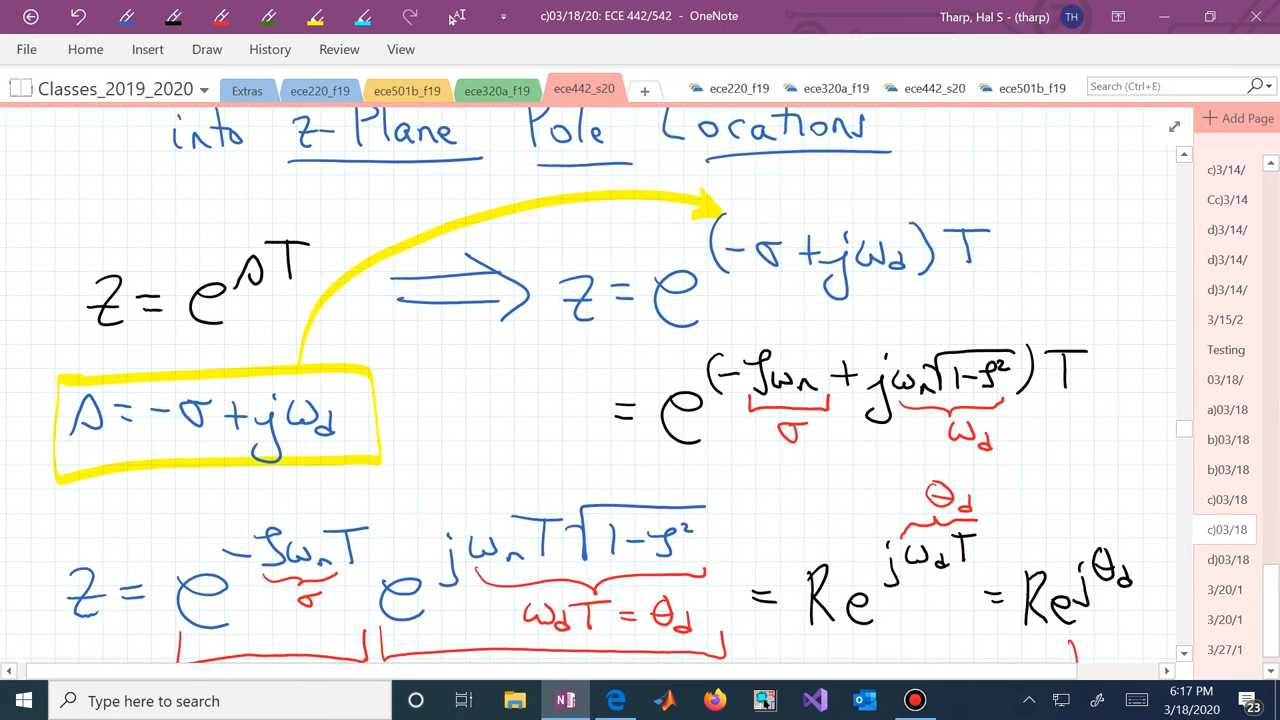 c)03/18/20: ECE 442/542 - OneNote
Tharp, Hal S (tharp)
TH
File Home Insert Draw History Review View
Classes_2019_2020
Extras
ece220_f19
ece501b_f19
ece320a_f19
ece442_s20
ece220_f19
ece320a_f19
ece442_s20
ece501b_f19
Search (Ctrl+E)
into z-Plane Pole Locations
z = e^{sT} ⟹ z = e^{(-σ + jω_d)T}
= e^{(-ζω_n + jω_n√(1-ζ²))T}
σ ω_d
s = -σ + jω_d
θ_d
z = e^{-ζω_nT} e^{jω_nT√(1-ζ²)} = Re^{jω_dT} = Re^{jθ_d}
σ ω_dT = θ_d
Add Page
c)3/14/
Cc)3/14/
d)3/14/
d)3/14/
d)3/14/
3/15/2
Testing
03/18/
a)03/18
b)03/18
b)03/18
c)03/18
c)03/18
d)03/18
3/20/1
3/20/1
3/27/1
Type here to search
6:17 PM
3/18/2020
23